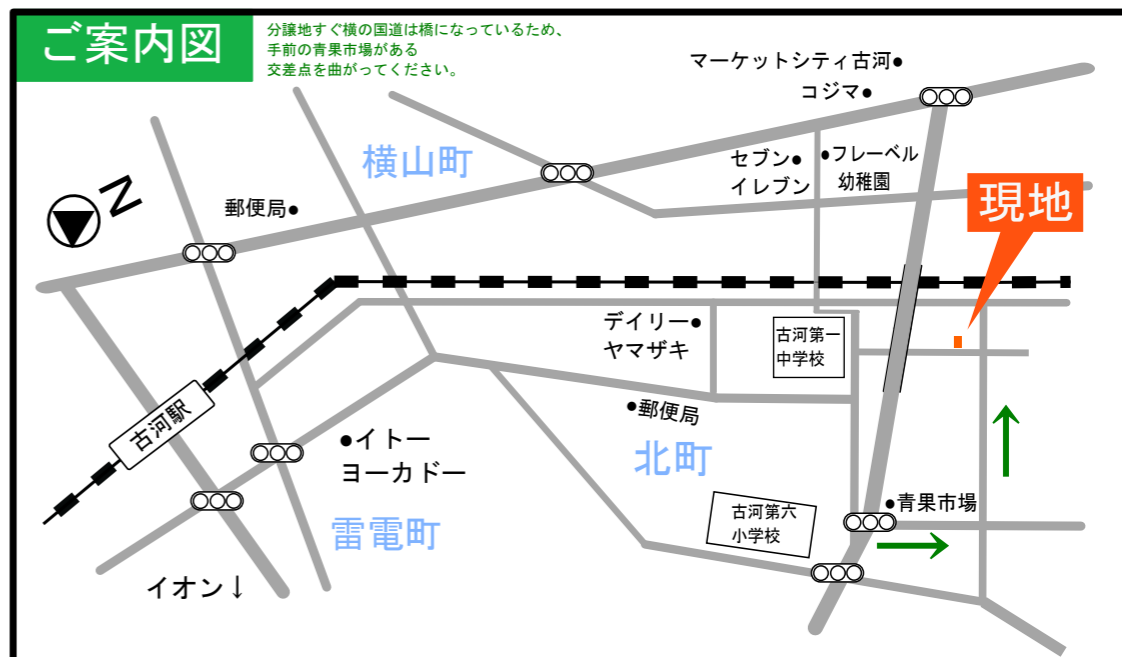 ご案内図
分譲地すぐ横の国道は橋になっているため、
手前の青果市場がある
交差点を曲がってください。
マーケットシティ古河●
コジマ●
横山町
セブン●
イレブン
●フレーベル
幼稚園
N
郵便局●
現地
デイリー●
ヤマザキ
古河第一
中学校
古河駅
●郵便局
●イトー
ヨーカドー
北町
●青果市場
古河第六
小学校
雷電町
イオン↓